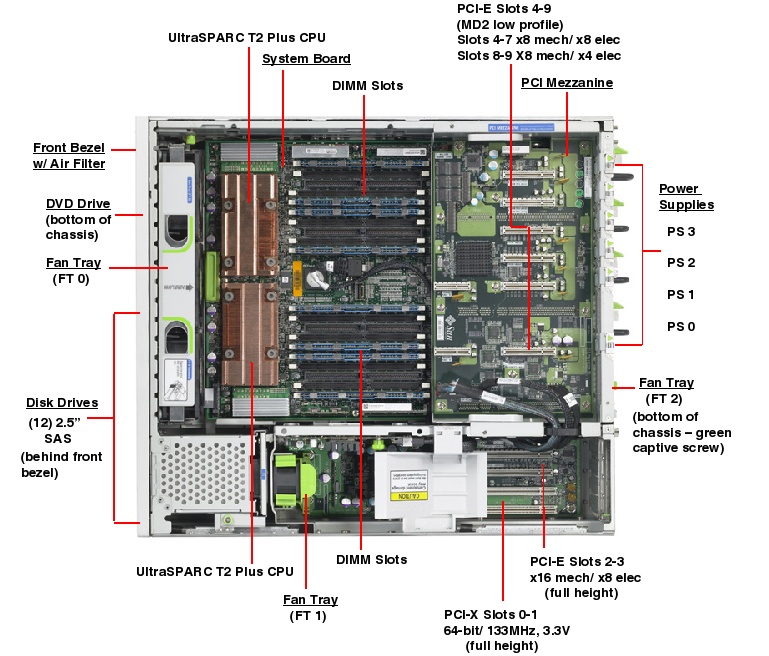 PCI-E Slots 4-9
(MD2 low profile)
Slots 4-7 x8 mech/ x8 elec
Slots 8-9 X8 mech/ x4 elec
UltraSPARC T2 Plus CPU
System Board
DIMM Slots
PCI Mezzanine
Front Bezel
w/ Air Filter
DVD Drive
(bottom of
chassis)
Fan Tray
(FT 0)
Disk Drives
(12) 2.5”
SAS
(behind front
bezel)
Power
Supplies
PS 3
PS 2
PS 1
PS 0
Fan Tray
(FT 2)
(bottom of
chassis – green
captive screw)
CAUTION
UltraSPARC T2 Plus CPU
Fan Tray
(FT 1)
DIMM Slots
PCI-E Slots 2-3
x16 mech/ x8 elec
(full height)
PCI-X Slots 0-1
64-bit/ 133MHz, 3.3V
(full height)